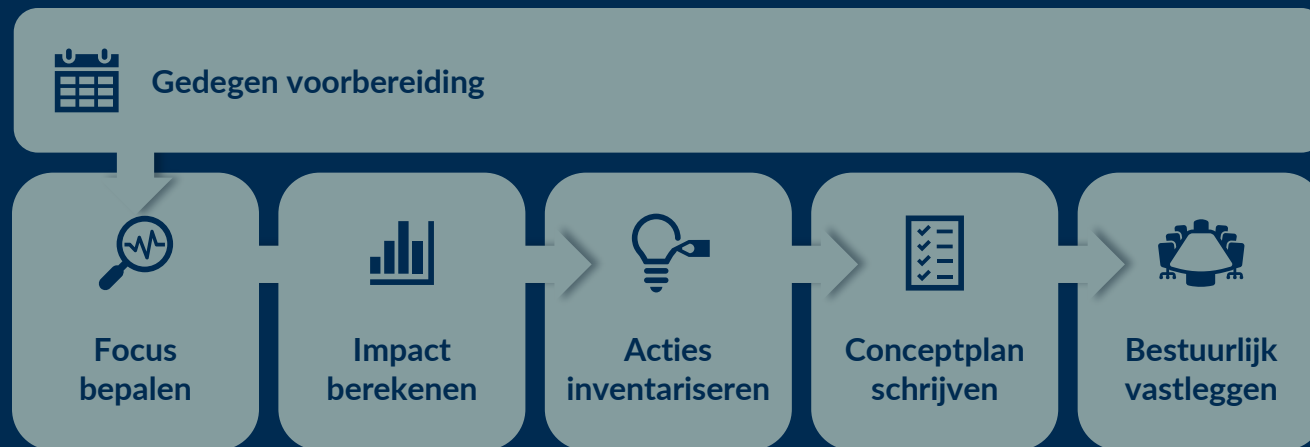 Gedegen voorbereiding
Focus
bepalen
Impact
berekenen
Acties
inventariseren
Conceptplan
schrijven
Bestuurlijk
vastleggen